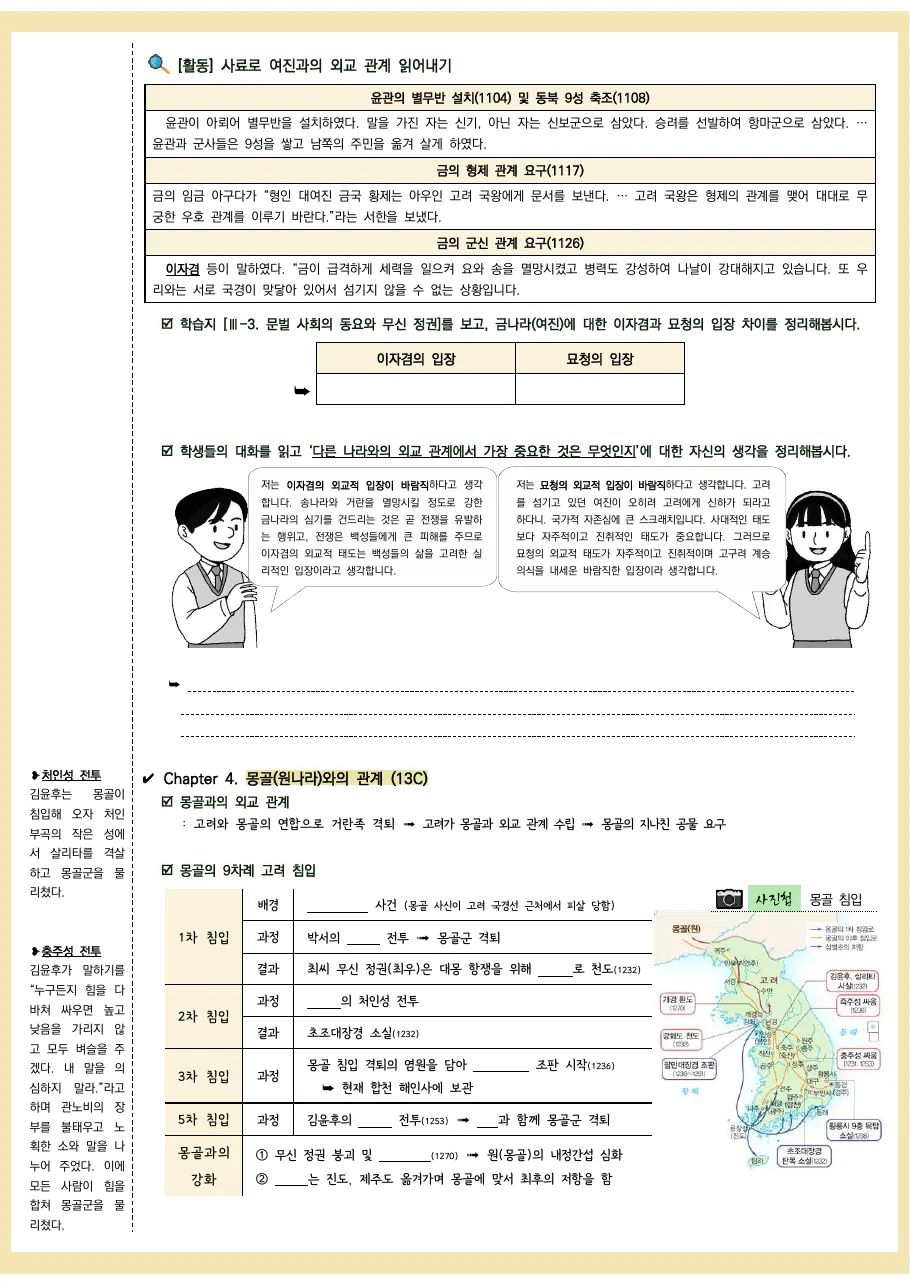 [활동] 사료로 여진과의 외교 관계 읽어내기
윤관의 별무반 설치(1104) 및 동북 9성 축조(1108)
윤관이 아뢰어 별무반을 설치하였다. 말을 가진 자는 신기, 아닌 자는 신보군으로 삼았다. 승려를 선발하여 항마군으로 삼았다. …
윤관과 군사들은 9성을 쌓고 남쪽의 주민을 옮겨 살게 하였다.
금의 형제 관계 요구(1117)
금의 임금 아구다가 “형인 대여진 금국 황제는 아우인 고려 국왕에게 문서를 보낸다. … 고려 국왕은 형제의 관계를 맺어 대대로 무
궁한 우호 관계를 이루기 바란다.”라는 서한을 보냈다.
금의 군신 관계 요구(1126)
이자겸 등이 말하였다. “금이 급격하게 세력을 일으켜 요와 송을 멸망시켰고 병력도 강성하여 나날이 강대해지고 있습니다. 또 우
리와는 서로 국경이 맞닿아 있어서 섬기지 않을 수 없는 상황입니다.
☑ 학습지 [Ⅲ-3. 문벌 사회의 동요와 무신 정권]를 보고, 금나라(여진)에 대한 이자겸과 묘청의 입장 차이를 정리해봅시다.
이자겸의 입장 묘청의 입장
➥
☑ 학생들의 대화를 읽고 ‘다른 나라와의 외교 관계에서 가장 중요한 것은 무엇인지’에 대한 자신의 생각을 정리해봅시다.
저는 이자겸의 외교적 입장이 바람직하다고 생각
합니다. 송나라와 거란을 멸망시킬 정도로 강한
금나라의 심기를 건드리는 것은 곧 전쟁을 유발하
는 행위고, 전쟁은 백성들에게 큰 피해를 주므로
이자겸의 외교적 태도는 백성들의 삶을 고려한 실
리적인 입장이라고 생각합니다.
저는 묘청의 외교적 입장이 바람직하다고 생각합니다. 고려
를 섬기고 있던 여진이 오히려 고려에게 신하가 되라고
하다니. 국가적 자존심에 큰 스크래치입니다. 사대적인 태도
보다 자주적이고 진취적인 태도가 중요합니다. 그러므로
묘청의 외교적 태도가 자주적이고 진취적이며 고구려 계승
의식을 내세운 바람직한 입장이라 생각합니다.
➥
❥처인성 전투
김윤후는 몽골이
침입해 오자 처인
부곡의 작은 성에
서 살리타를 격살
하고 몽골군을 물
리쳤다.
❥충주성 전투
김윤후가 말하기를
“누구든지 힘을 다
바쳐 싸우면 높고
낮음을 가리지 않
고 모두 벼슬을 주
겠다. 내 말을 의
심하지 말라.”라고
하며 관노비의 장
부를 불태우고 노
획한 소와 말을 나
누어 주었다. 이에
모든 사람이 힘을
합쳐 몽골군을 물
리쳤다.
✔ Chapter 4. 몽골(원나라)와의 관계 (13C)
☑ 몽골과의 외교 관계
: 고려와 몽골의 연합으로 거란족 격퇴 ➟ 고려가 몽골과 외교 관계 수립 ➟ 몽골의 지나친 공물 요구
☑ 몽골의 9차례 고려 침입
1차 침입
배경 ________ 사건 (몽골 사신이 고려 국경선 근처에서 피살 당함)
과정 박서의 ____ 전투 ➟ 몽골군 격퇴
결과 최씨 무신 정권(최우)은 대몽 항쟁을 위해 ____로 천도(1232)
2차 침입
과정 ____의 처인성 전투
결과 초조대장경 소실(1232)
3차 침입
과정 몽골 침입 격퇴의 염원을 담아 ________ 조판 시작(1236)
➥ 현재 합천 해인사에 보관
5차 침입 과정 김윤후의 ____ 전투(1253) ➟ ___과 함께 몽골군 격퇴
몽골과의
강화
① 무신 정권 붕괴 및 _______(1270) ➟ 원(몽골)의 내정간섭 심화
② ____는 진도, 제주도 옮겨가며 몽골에 맞서 최후의 저항을 함
사진첩 몽골 침입
몽골(원)
몽골의 1차 침입로
몽골의 이후 침입로
삼별초의 저항
고려
서경
동해
황해
김윤후, 살리타
사살(1232)
죽주성 싸움
(1236)
개경 환도
(1270)
강화도 천도
(1232)
팔만대장경 조판
(1236~1251)
충주성 싸움
(1231, 1253)
황룡사 9층 목탑
소실(1238)
초조대장경
판목 소실(1232)
탐라